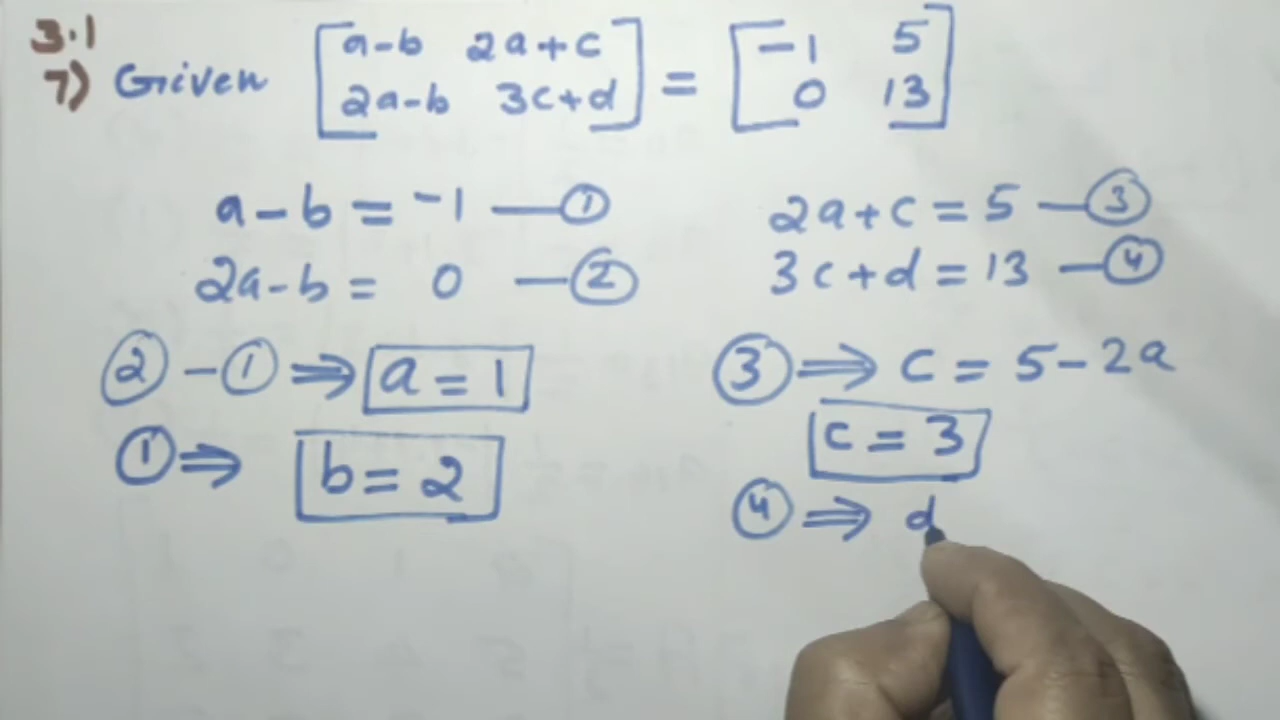 3.1
7) Given [a-b 2a+c] = [-1 5]
[2a-b 3c+d] [0 13]
a-b = -1 — ①
2a-b = 0 — ②
② - ① ⇒ a = 1
① ⇒ b = 2
2a+c = 5 — ③
3c+d = 13 — ④
③ ⇒ c = 5-2a
c = 3
④ ⇒ d